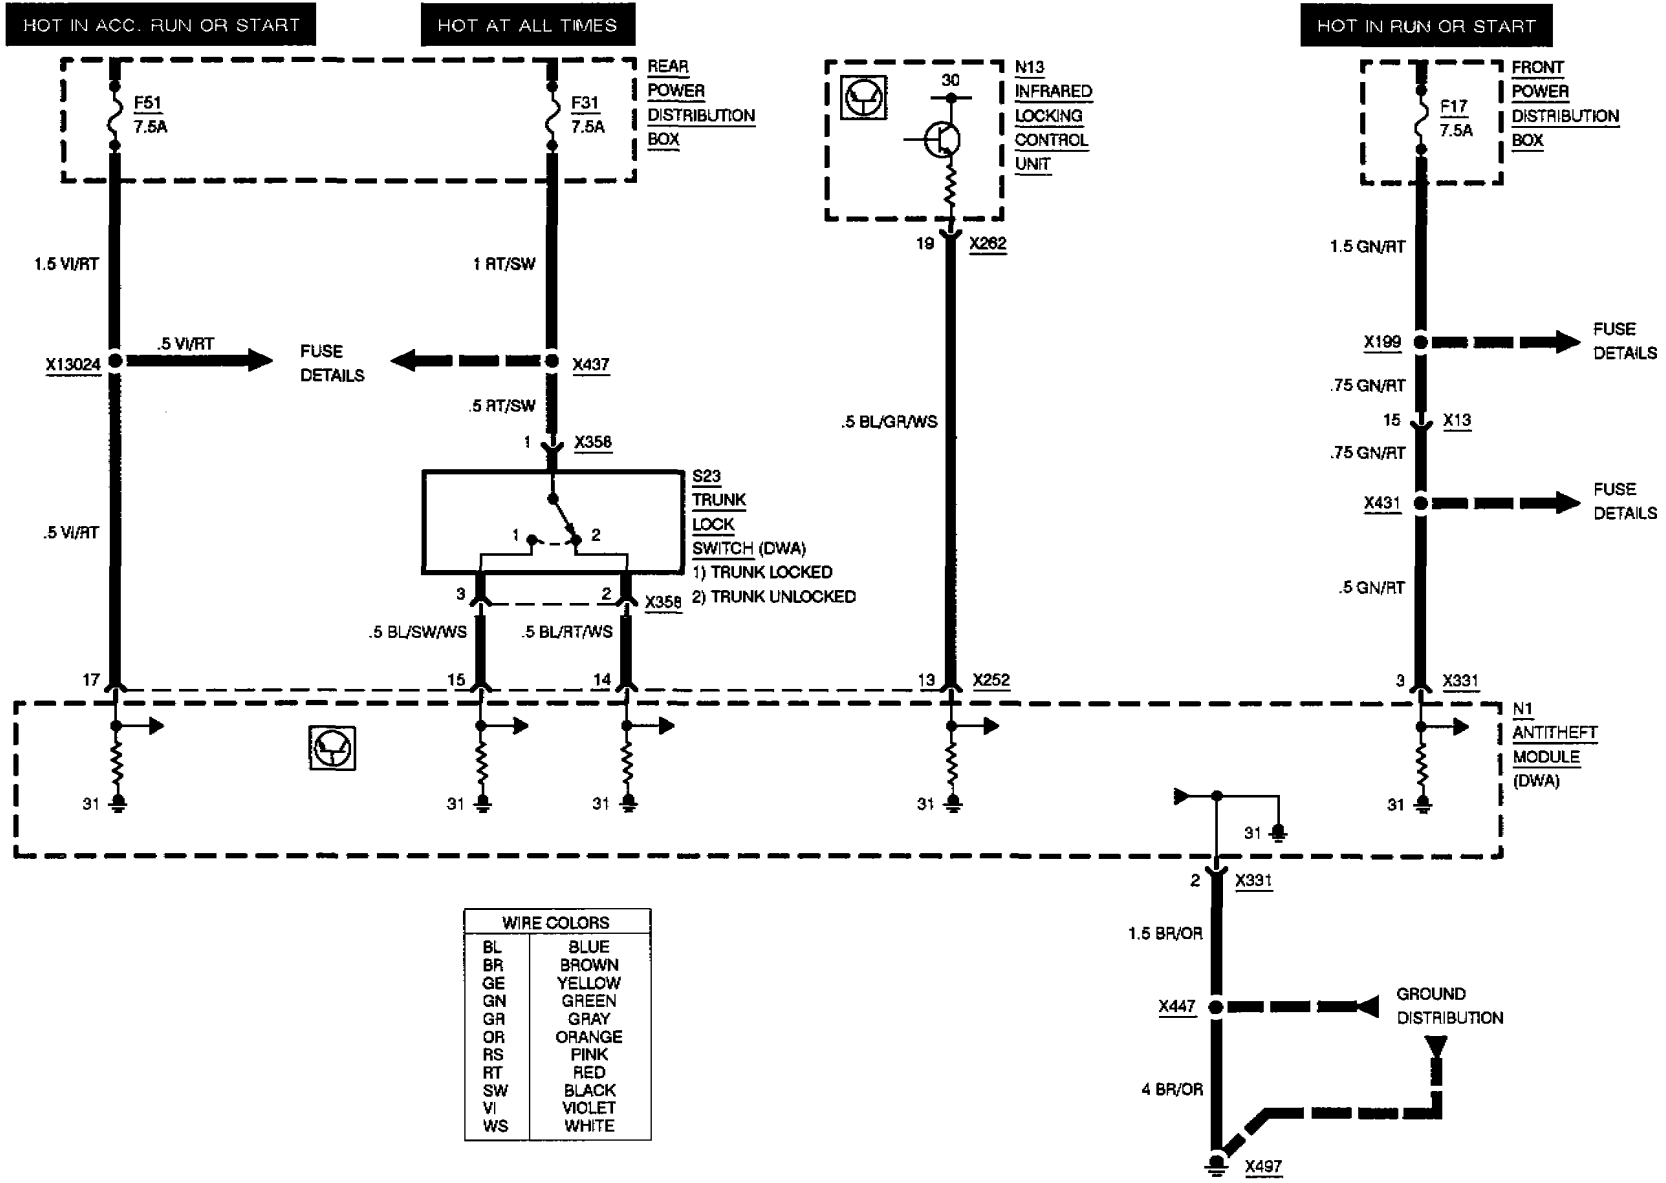 HOT IN ACC. RUN OR START
HOT AT ALL TIMES
HOT IN RUN OR START
F51
7.5A
F31
7.5A
REAR
POWER
DISTRIBUTION
BOX
30
N13
INFRARED
LOCKING
CONTROL
UNIT
F17
7.5A
FRONT
POWER
DISTRIBUTION
BOX
19
X262
1.5 VI/RT
1 RT/SW
1.5 GN/RT
X13024
.5 VI/RT
FUSE
DETAILS
X437
X199
FUSE
DETAILS
.75 GN/RT
.5 RT/SW
.5 BL/GR/WS
15
X13
1
X358
.75 GN/RT
S23
TRUNK
LOCK
SWITCH (DWA)
1) TRUNK LOCKED
2) TRUNK UNLOCKED
1
2
X431
FUSE
DETAILS
.5 VI/RT
.5 GN/RT
3
2
X358
.5 BL/SW/WS
.5 BL/RT/WS
17
15
14
13
X252
3
X331
N1
ANTITHEFT
MODULE
(DWA)
31
31
31
31
31
31
2
X331
WIRE COLORS
BL BLUE
BR BROWN
GE YELLOW
GN GREEN
GR GRAY
OR ORANGE
RS PINK
RT RED
SW BLACK
VI VIOLET
WS WHITE
1.5 BR/OR
X447
GROUND
DISTRIBUTION
4 BR/OR
X497